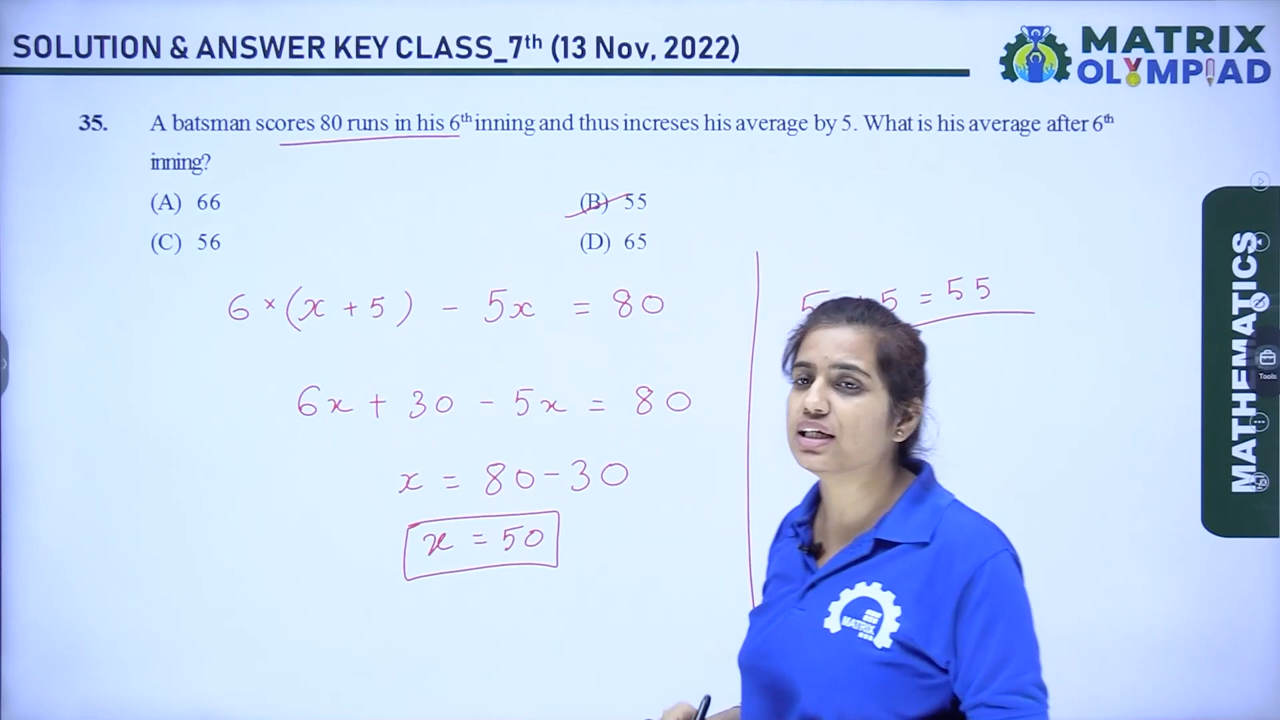 SOLUTION & ANSWER KEY CLASS_7th (13 Nov, 2022)
MATRIX
OLYMPIAD
35. A batsman scores 80 runs in his 6th inning and thus increses his average by 5. What is his average after 6th
inning?
(A) 66 (B) 55
(C) 56 (D) 65
6 × (x + 5) - 5x = 80
6x + 30 - 5x = 80
x = 80 - 30
x = 50
5 = 55
MATHEMATICS
Tools
MATRIX